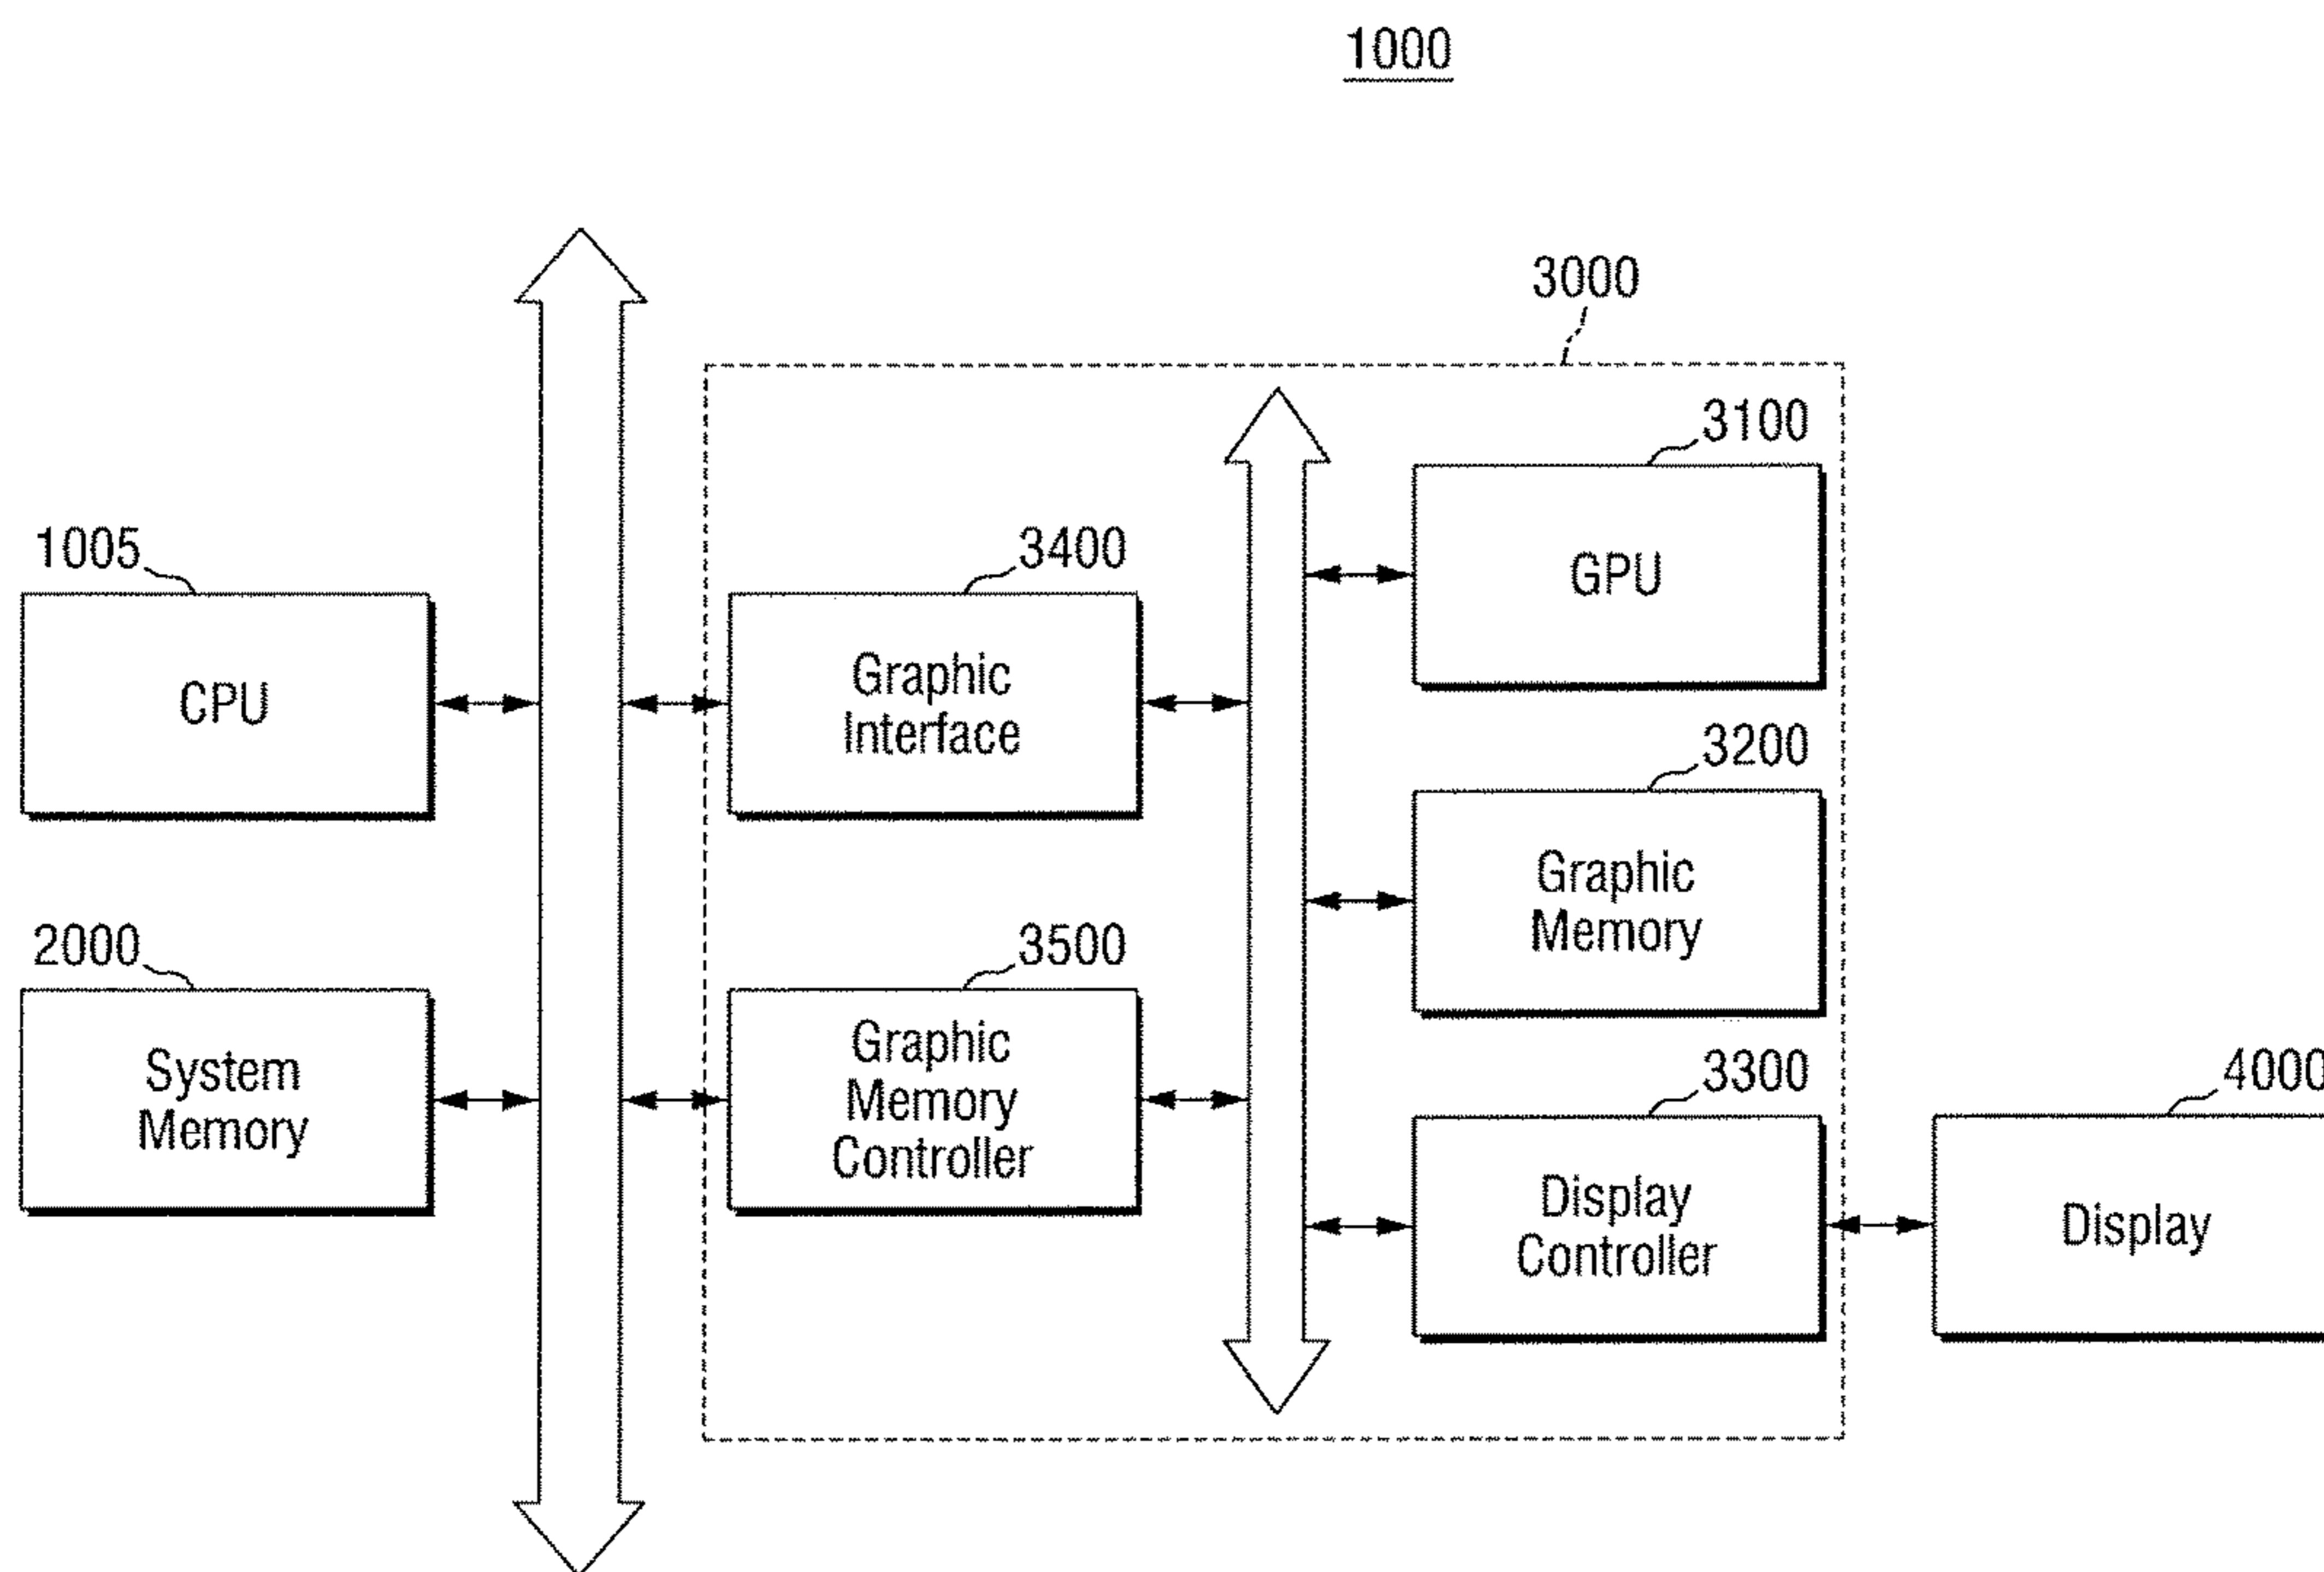 1000
3000
3100
GPU
1005
CPU
3400
Graphic
Interface
3200
Graphic
Memory
2000
System
Memory
3500
Graphic
Memory
Controller
3300
Display
Controller
4000
Display